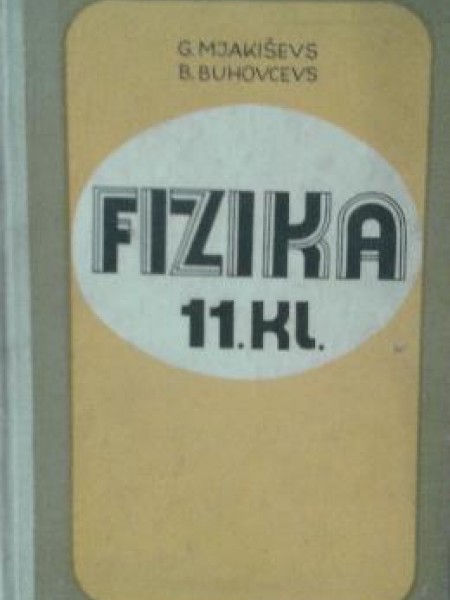 G. MJAKIŠEVS
B. BUHOVCEVS
FIZIKA
11. KL.